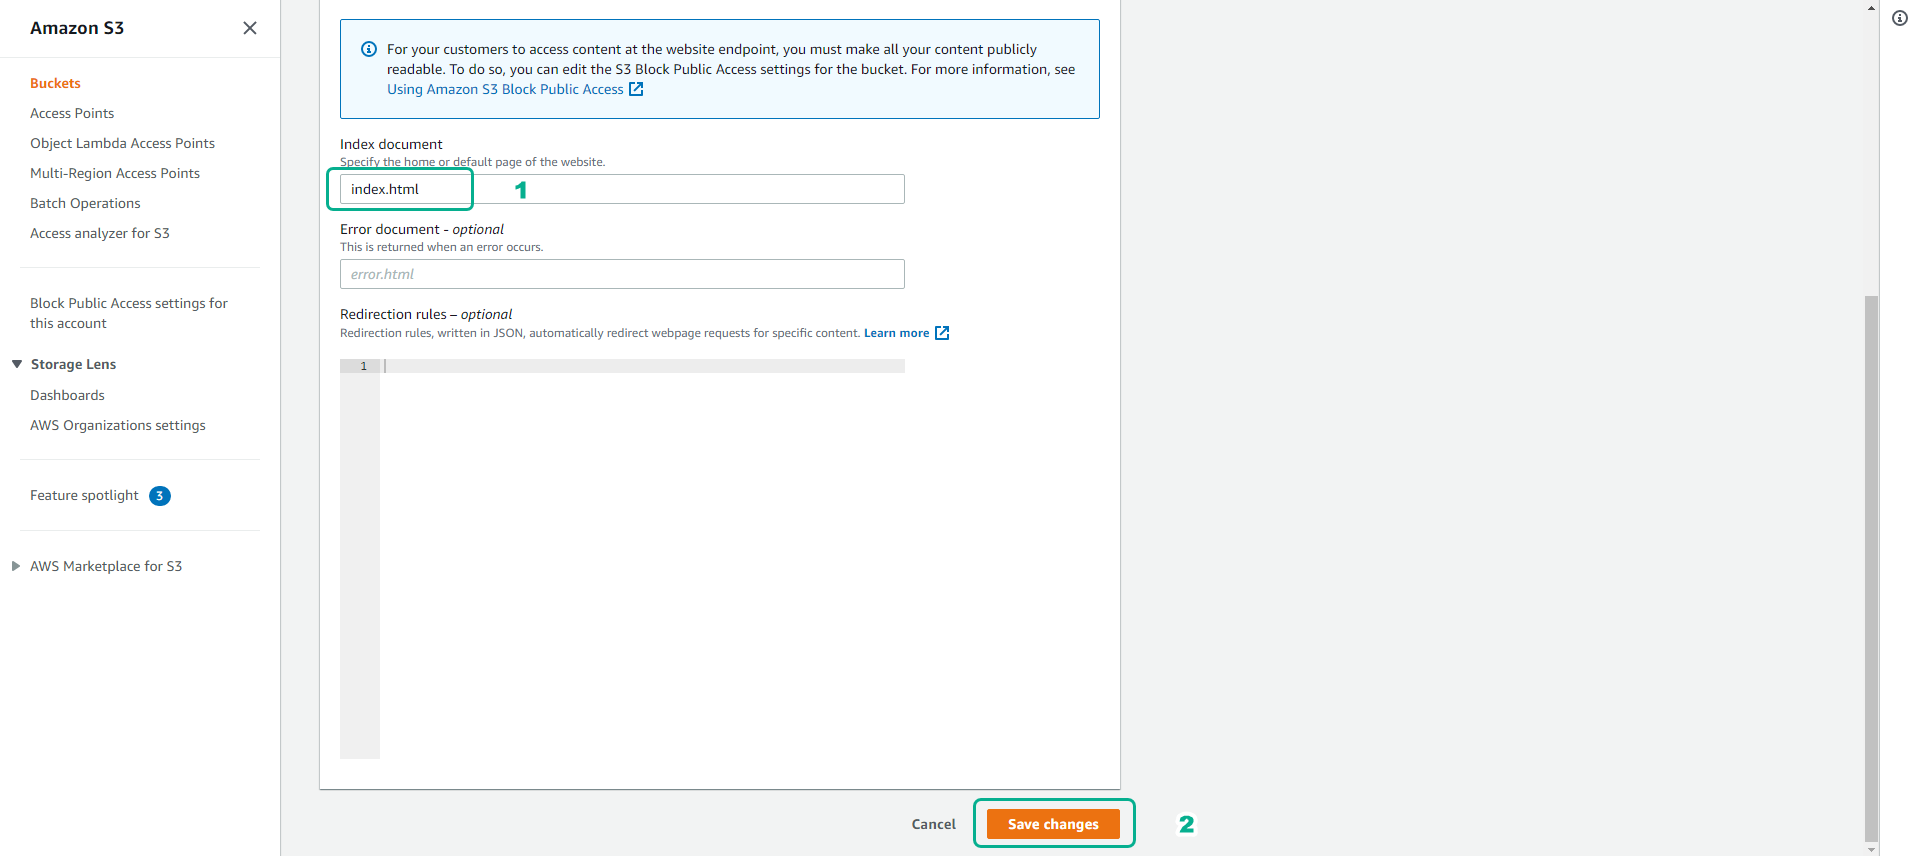 Amazon S3
Buckets
Access Points
Object Lambda Access Points
Multi-Region Access Points
Batch Operations
Access analyzer for S3
Block Public Access settings for
this account
Storage Lens
Dashboards
AWS Organizations settings
Feature spotlight 3
AWS Marketplace for S3
For your customers to access content at the website endpoint, you must make all your content publicly
readable. To do so, you can edit the S3 Block Public Access settings for the bucket. For more information, see
Using Amazon S3 Block Public Access
Index document
Specify the home or default page of the website.
index.html 1
Error document - optional
This is returned when an error occurs.
error.html
Redirection rules – optional
Redirection rules, written in JSON, automatically redirect webpage requests for specific content. Learn more
1
Cancel Save changes 2